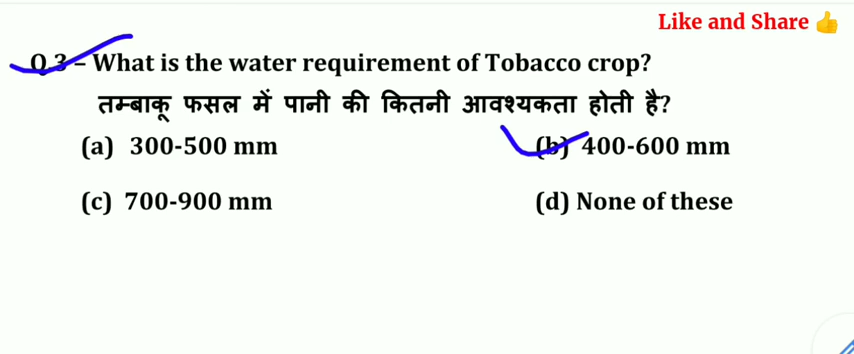 Like and Share 👍
Q.3 – What is the water requirement of Tobacco crop?
तम्बाकू फसल में पानी की कितनी आवश्यकता होती है?
(a) 300-500 mm (b) 400-600 mm
(c) 700-900 mm (d) None of these